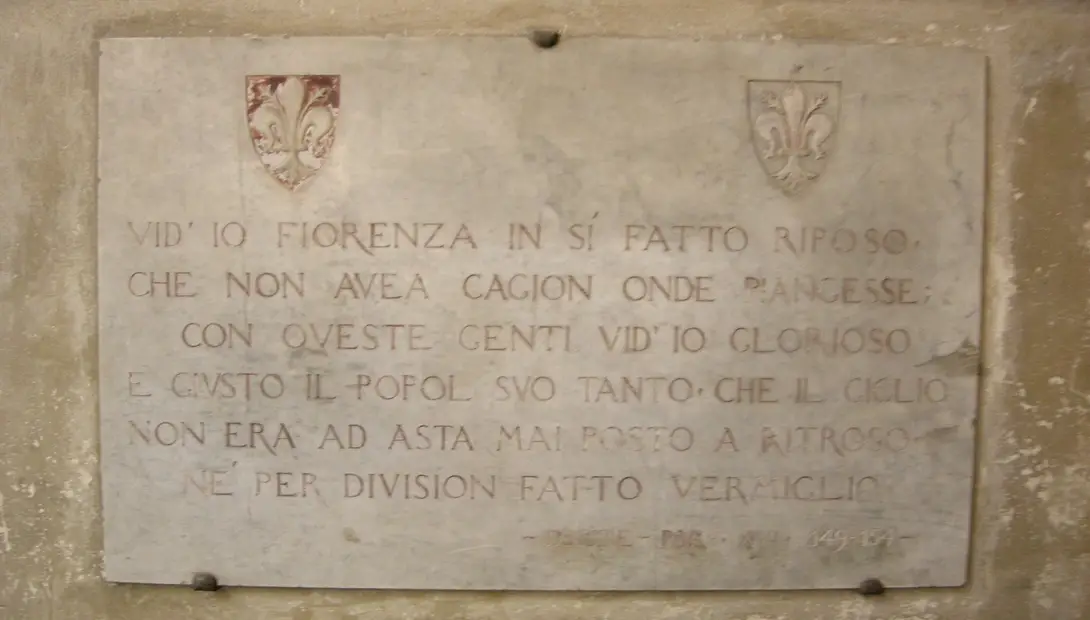 VID' IO FIORENZA IN SÍ FATTO RIPOSO·
CHE NON AVEA CAGION ONDE PIANGESSE;
CON QVESTE GENTI VID' IO GLORIOSO
E GIVSTO IL POPOL SVO TANTO· CHE IL GIGLIO
NON ERA AD ASTA MAI POSTO A RITROSO
NÉ PER DIVISION FATTO VERMIGLIO
- DANTE - PAR·